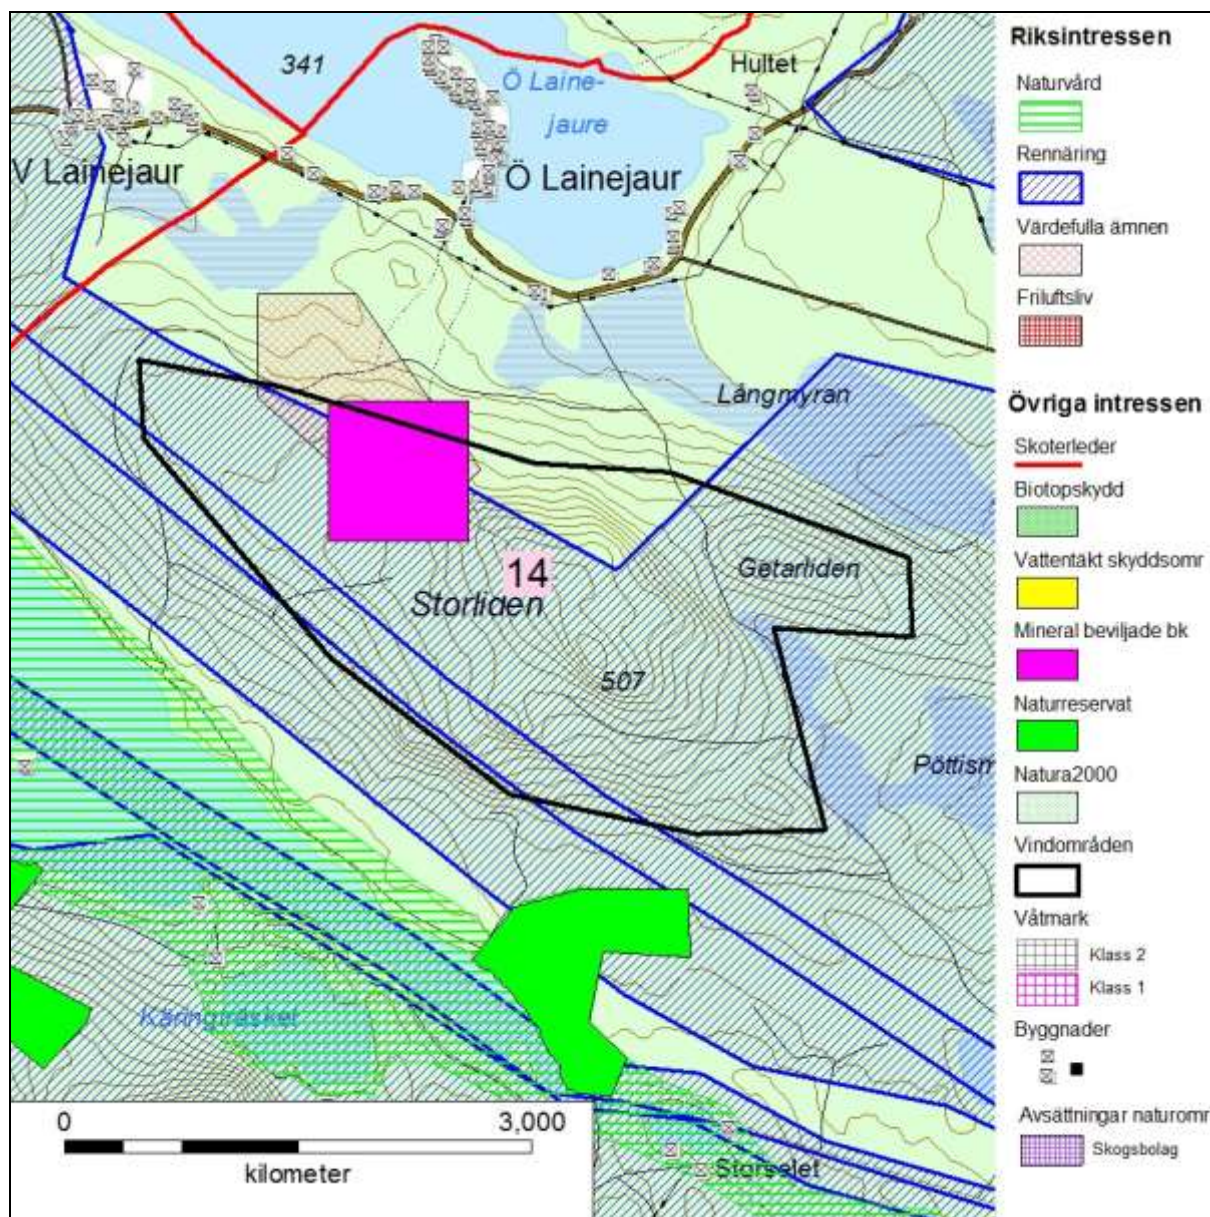 341
Hultet
Ö Laine-
jaure
V Lainejaur
Ö Lainejaur
Långmyran
14
Storliden
Getarliden
507
Pöttism
Käringträsket
Storselet
0 3,000
kilometer
Riksintressen
Naturvård
Rennäring
Värdefulla ämnen
Friluftsliv
Övriga intressen
Skoterleder
Biotopskydd
Vattentäkt skyddsomr
Mineral beviljade bk
Naturreservat
Natura2000
Vindområden
Våtmark
Klass 2
Klass 1
Byggnader
Avsättningar naturomr
Skogsbolag